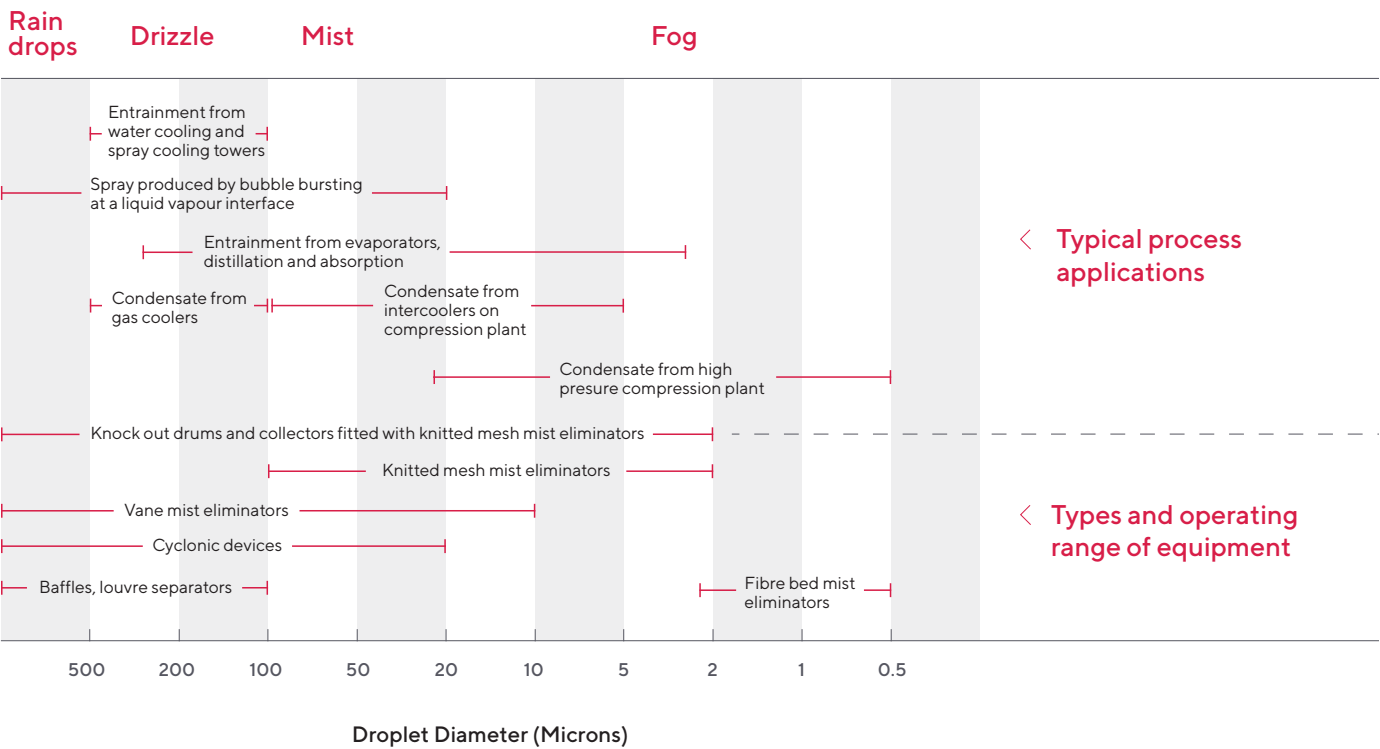 Rain
drops
Drizzle
Mist
Fog
Entrainment from
water cooling and
spray cooling towers
Spray produced by bubble bursting
at a liquid vapour interface
Entrainment from evaporators,
distillation and absorption
Condensate from
gas coolers
Condensate from
intercoolers on
compression plant
Condensate from high
presure compression plant
Typical process
applications
Knock out drums and collectors fitted with knitted mesh mist eliminators
Knitted mesh mist eliminators
Vane mist eliminators
Cyclonic devices
Baffles, louvre separators
Fibre bed mist
eliminators
Types and operating
range of equipment
500 200 100 50 20 10 5 2 1 0.5
Droplet Diameter (Microns)